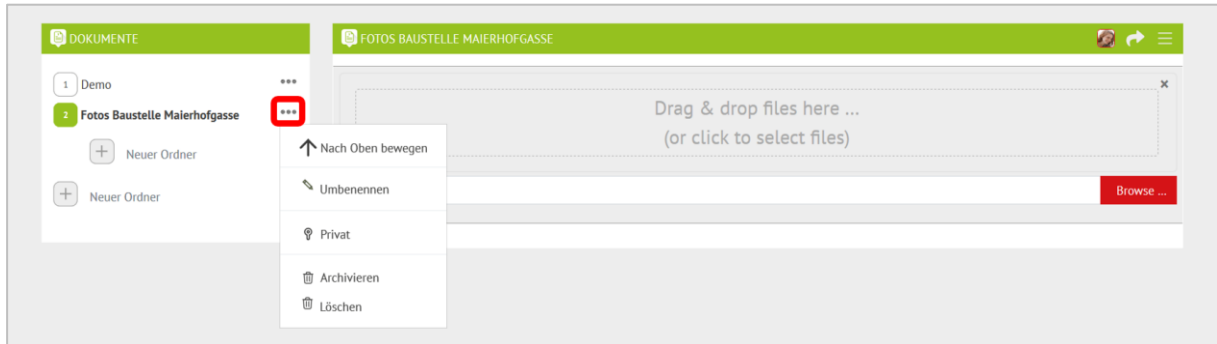 DOKUMENTE
1 Demo
2 Fotos Baustelle Maierhofgasse
Neuer Ordner
Neuer Ordner
Nach Oben bewegen
Umbenennen
Privat
Archivieren
Löschen
FOTOS BAUSTELLE MAIERHOFGASSE
Drag & drop files here ...
(or click to select files)
Browse ...